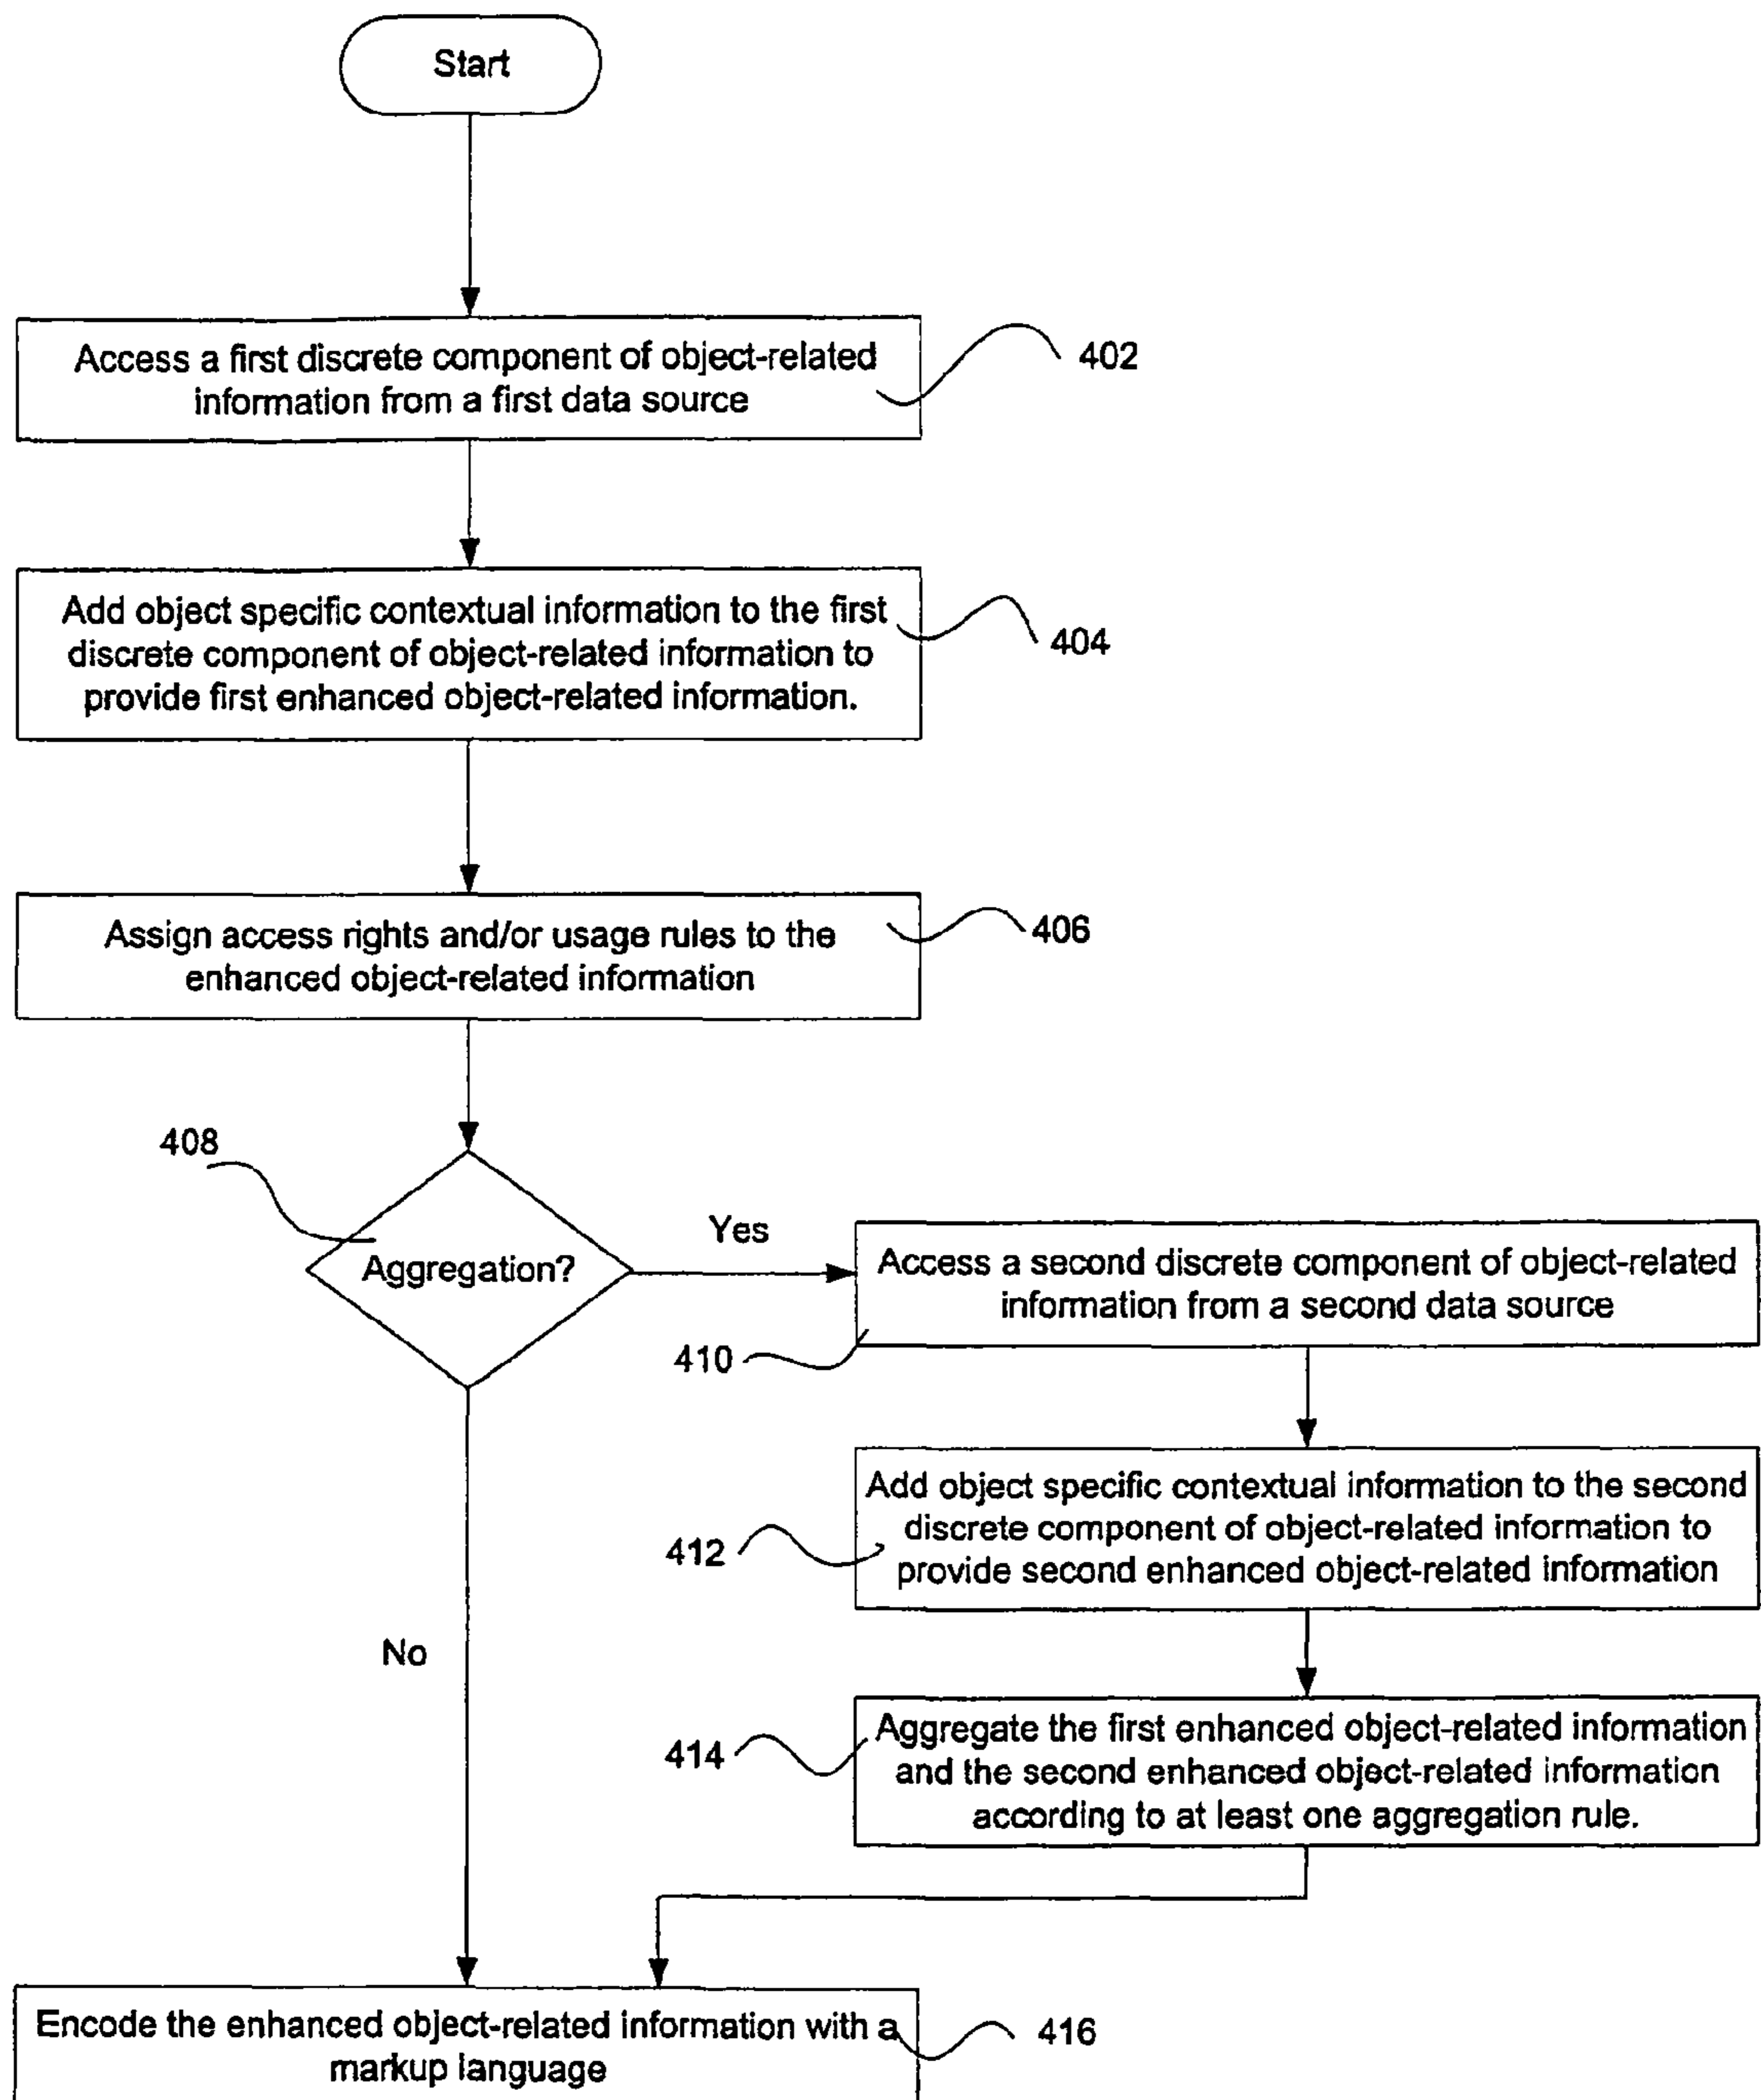 Start
Access a first discrete component of object-related
information from a first data source
402
Add object specific contextual information to the first
discrete component of object-related information to
provide first enhanced object-related information.
404
Assign access rights and/or usage rules to the
enhanced object-related information
406
408
Aggregation?
Yes
Access a second discrete component of object-related
information from a second data source
410
Add object specific contextual information to the second
discrete component of object-related information to
provide second enhanced object-related information
412
No
Aggregate the first enhanced object-related information
and the second enhanced object-related information
according to at least one aggregation rule.
414
Encode the enhanced object-related information with a
markup language
416